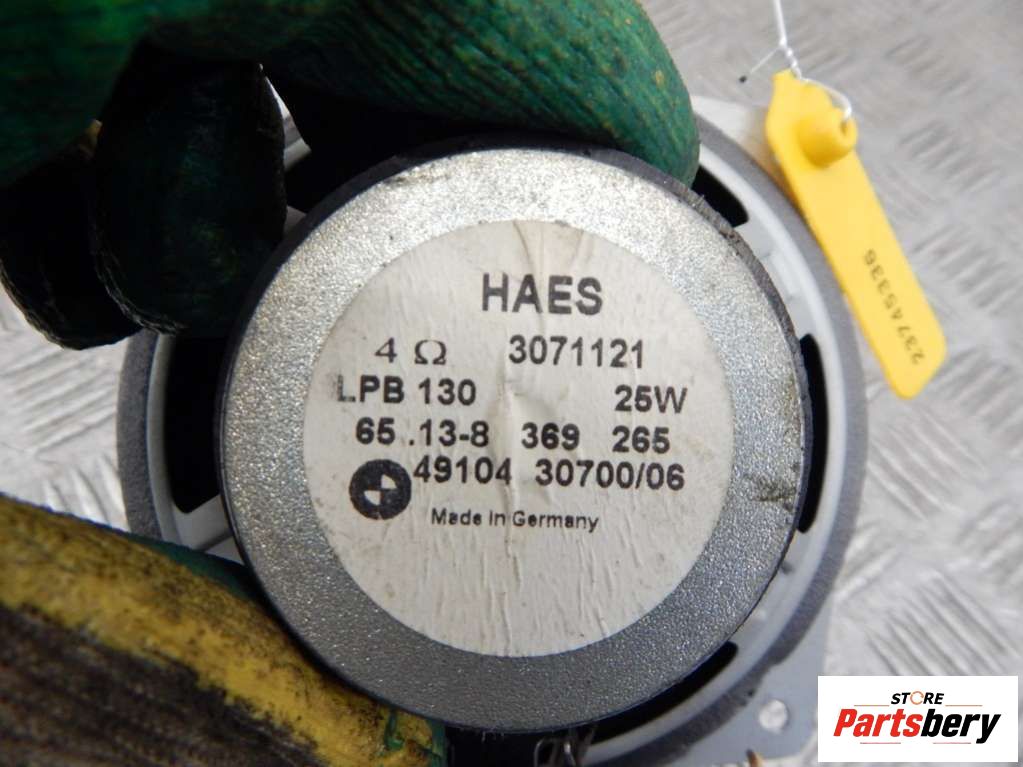 HAES
4 Ω 3071121
LPB 130 25W
65 .13-8 369 265
49104 30700/06
Made in Germany
23745336
STORE
Partsbery